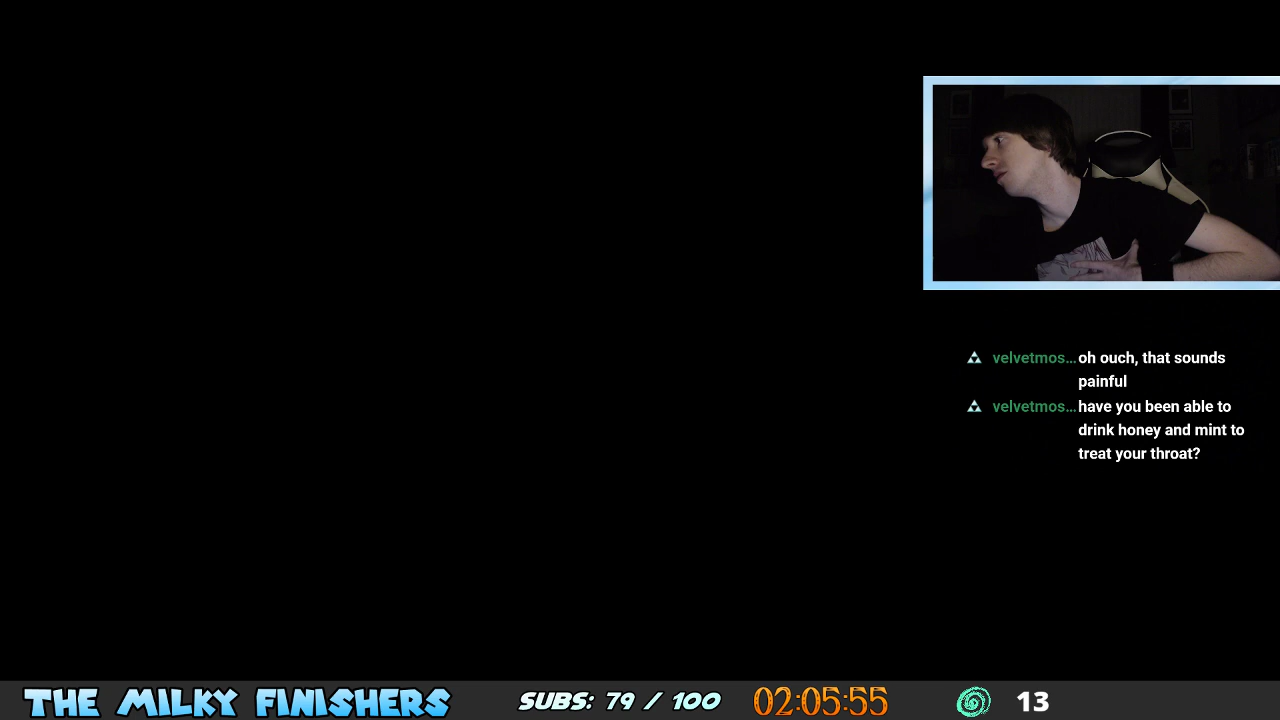 velvetmos... oh ouch, that sounds
painful
velvetmos... have you been able to
drink honey and mint to
treat your throat?
THE MILKY FINISHERS SUBS: 79 / 100 02:05:55 13